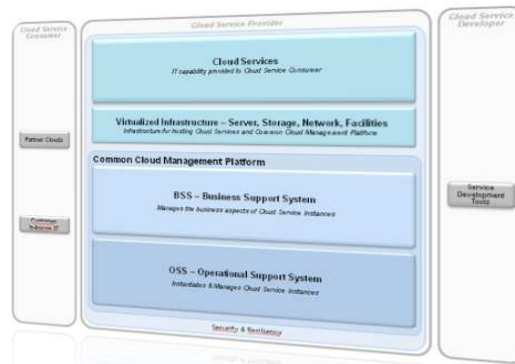 Cloud Service
Consumer
Partner Clouds
Customer
In-house IT
Cloud Service Provider
Cloud Services
IT capability provided to Cloud Service Consumer
Virtualized Infrastructure – Server, Storage, Network, Facilities
Infrastructure for hosting Cloud Services and Common Cloud Management Platform
Common Cloud Management Platform
BSS – Business Support System
Manages the business aspects of Cloud Service Instances
OSS – Operational Support System
Instantiates & Manages Cloud Service Instances
Security & Resiliency
Cloud Service
Developer
Service
Development
Tools